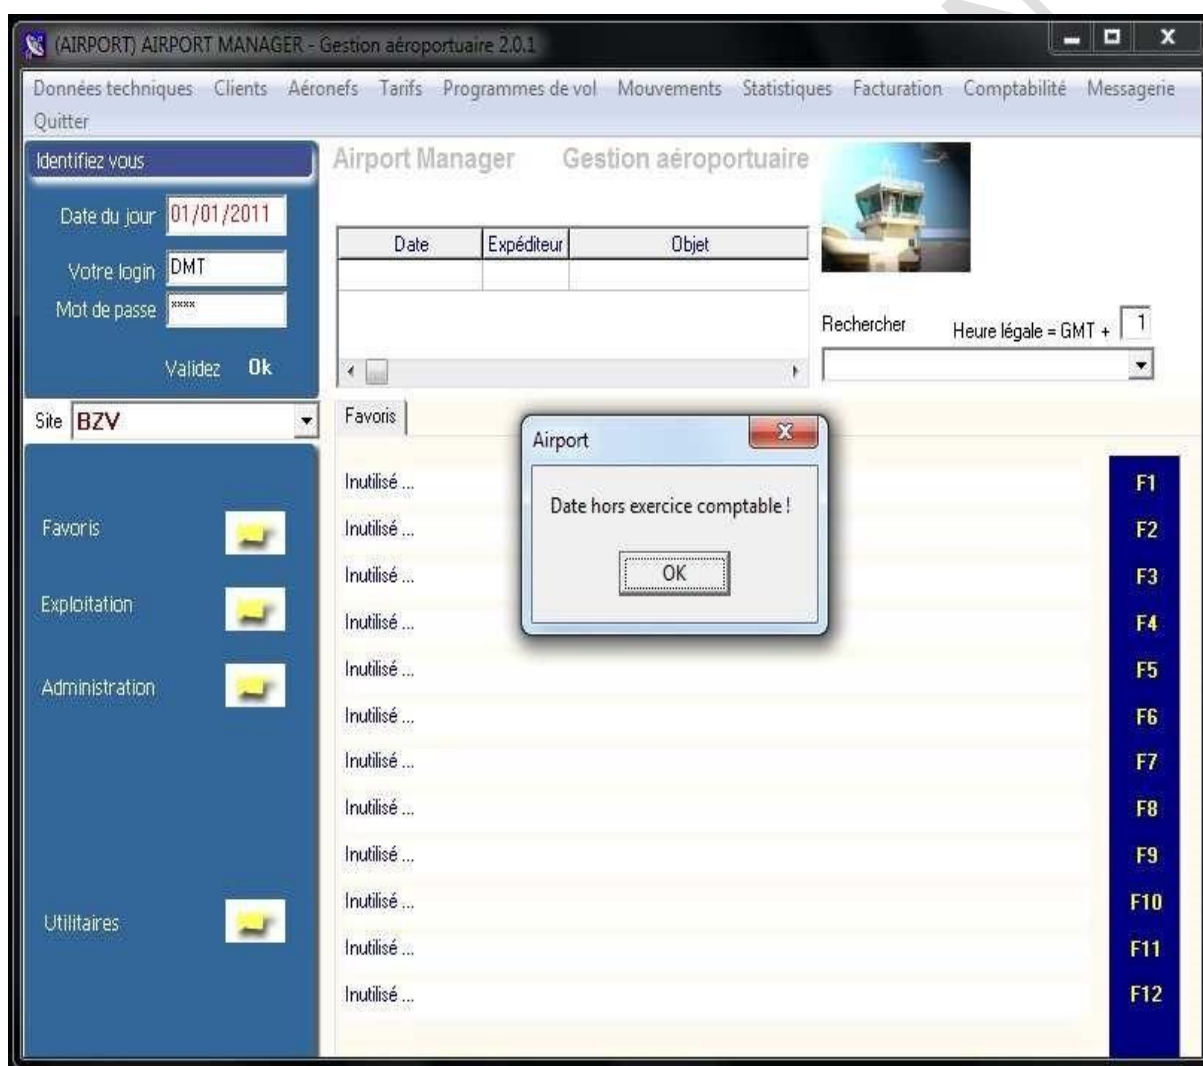 (AIRPORT) AIRPORT MANAGER - Gestion aéroportuaire 2.0.1
Données techniques Clients Aéronefs Tarifs Programmes de vol Mouvements Statistiques Facturation Comptabilité Messagerie
Quitter
Identifiez vous
Date du jour 01/01/2011
Votre login DMT
Mot de passe ****
Validez Ok
Airport Manager Gestion aéroportuaire
Date Expéditeur Objet
Rechercher Heure légale = GMT + 1
Site BZV
Favoris
Exploitation
Administration
Utilitaires
Favoris
Airport
Date hors exercice comptable !
OK
Inutilisé ... F1
Inutilisé ... F2
Inutilisé ... F3
Inutilisé ... F4
Inutilisé ... F5
Inutilisé ... F6
Inutilisé ... F7
Inutilisé ... F8
Inutilisé ... F9
Inutilisé ... F10
Inutilisé ... F11
Inutilisé ... F12